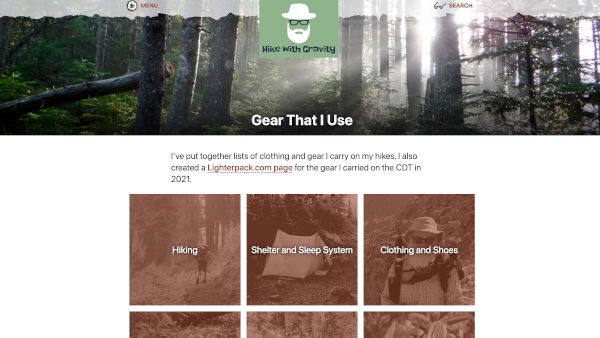 MENU
SEARCH
Hike with Gravity
Gear That I Use
I've put together lists of clothing and gear I carry on my hikes. I also
created a Lighterpack.com page for the gear I carried on the CDT in
2021.
Hiking
Shelter and Sleep System
Clothing and Shoes